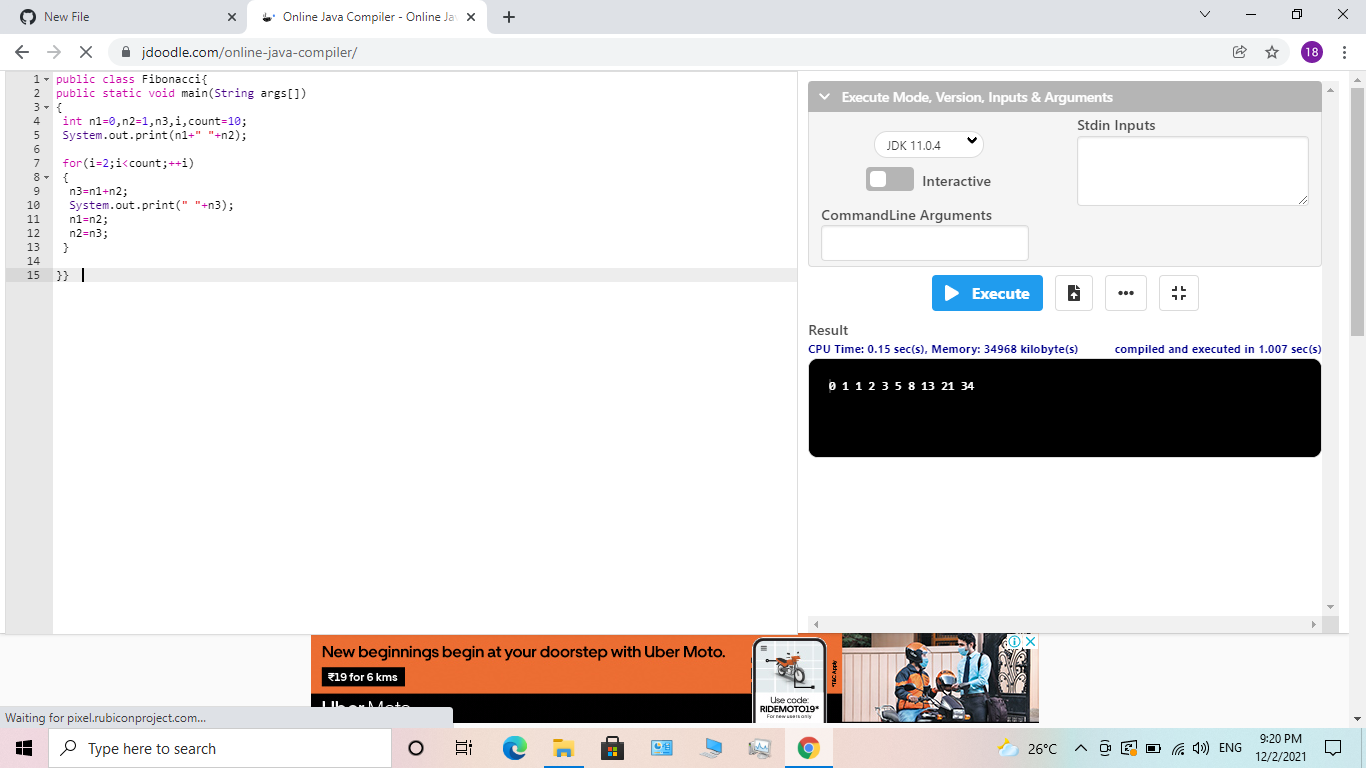 New File
Online Java Compiler - Online Ja
jdoodle.com/online-java-compiler/
18
1 public class Fibonacci{
2 public static void main(String args[])
3 {
4 int n1=0,n2=1,n3,i,count=10;
5 System.out.print(n1+" "+n2);
6
7 for(i=2;i<count;++i)
8 {
9 n3=n1+n2;
10 System.out.print(" "+n3);
11 n1=n2;
12 n2=n3;
13 }
14
15 }}
Execute Mode, Version, Inputs & Arguments
JDK 11.0.4
Interactive
Stdin Inputs
CommandLine Arguments
Execute
Result
CPU Time: 0.15 sec(s), Memory: 34968 kilobyte(s)
compiled and executed in 1.007 sec(s)
0 1 1 2 3 5 8 13 21 34
New beginnings begin at your doorstep with Uber Moto.
₹19 for 6 kms
Uber Moto
Use code:
RIDEMOTO19*
For new users only
*T&C Apply
Waiting for pixel.rubiconproject.com...
Type here to search
26°C
ENG
9:20 PM
12/2/2021